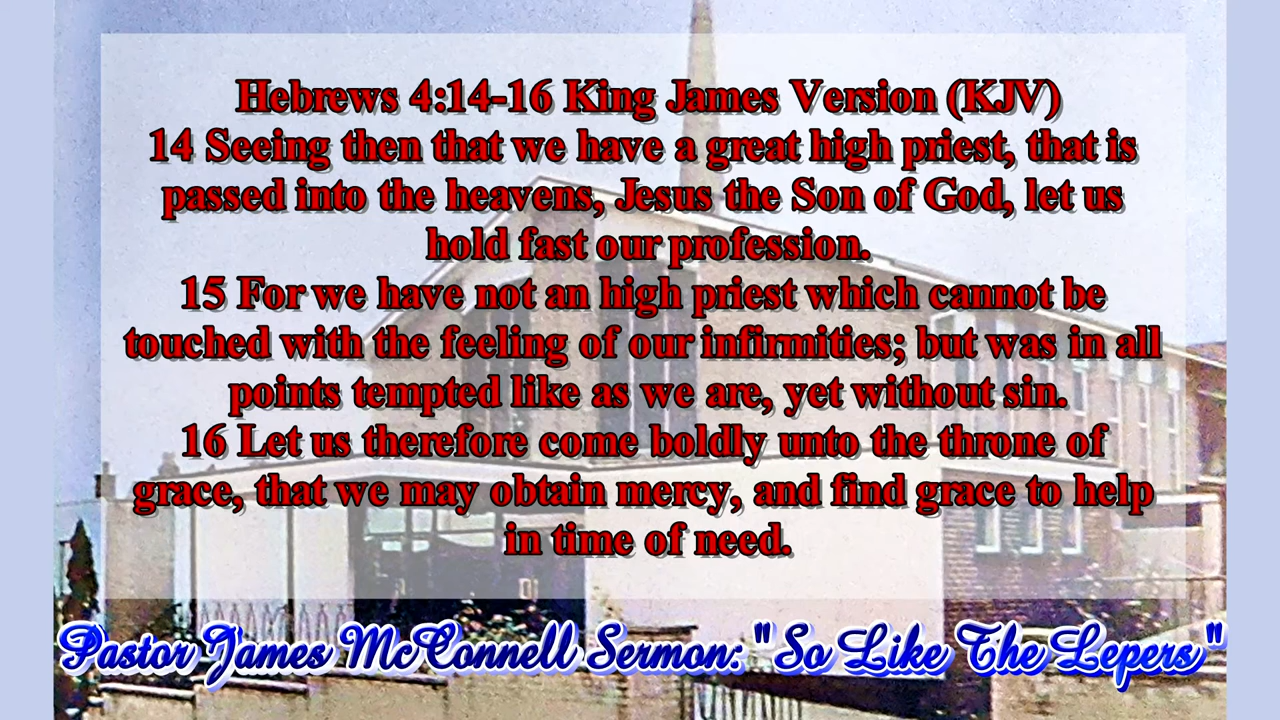 Hebrews 4:14-16 King James Version (KJV)
14 Seeing then that we have a great high priest, that is
passed into the heavens, Jesus the Son of God, let us
hold fast our profession.
15 For we have not an high priest which cannot be
touched with the feeling of our infirmities; but was in all
points tempted like as we are, yet without sin.
16 Let us therefore come boldly unto the throne of
grace, that we may obtain mercy, and find grace to help
in time of need.
Pastor James McConnell Sermon: "So Like The Lepers"